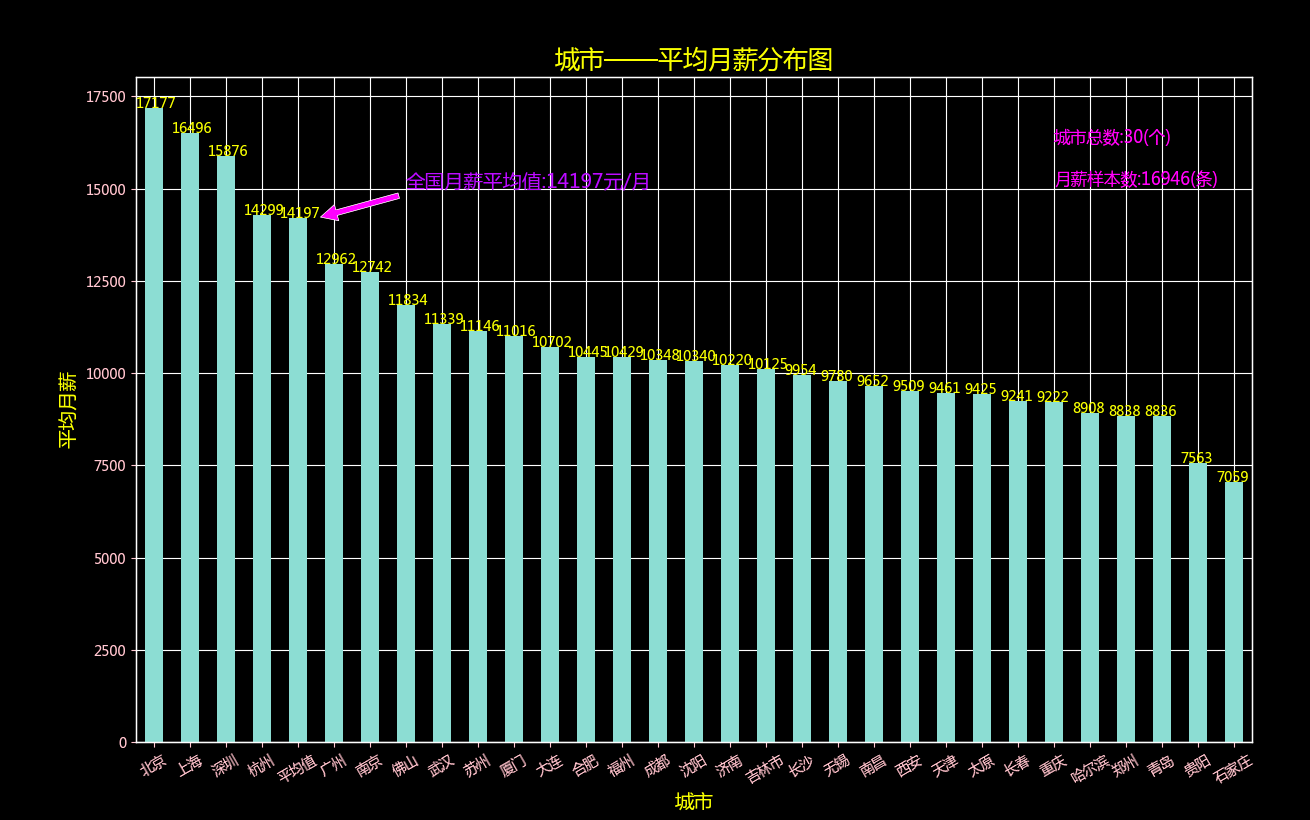 城市——平均月薪分布图
17500
15000
12500
10000
7500
5000
2500
0
平均月薪
17177
16496
15876
14299
14197
12962
12742
11834
11339
11146
11016
10702
10445
10429
10348
10340
10220
10125
9954
9780
9652
9509
9461
9425
9241
9222
8908
8838
8836
7563
7059
全国月薪平均值:14197元/月
城市总数:30(个)
月薪样本数:16946(条)
北京
上海
深圳
杭州
平均值
广州
南京
佛山
武汉
苏州
厦门
大连
合肥
福州
成都
沈阳
济南
吉林市
长沙
无锡
南昌
西安
天津
太原
长春
重庆
哈尔滨
郑州
青岛
贵阳
石家庄
城市